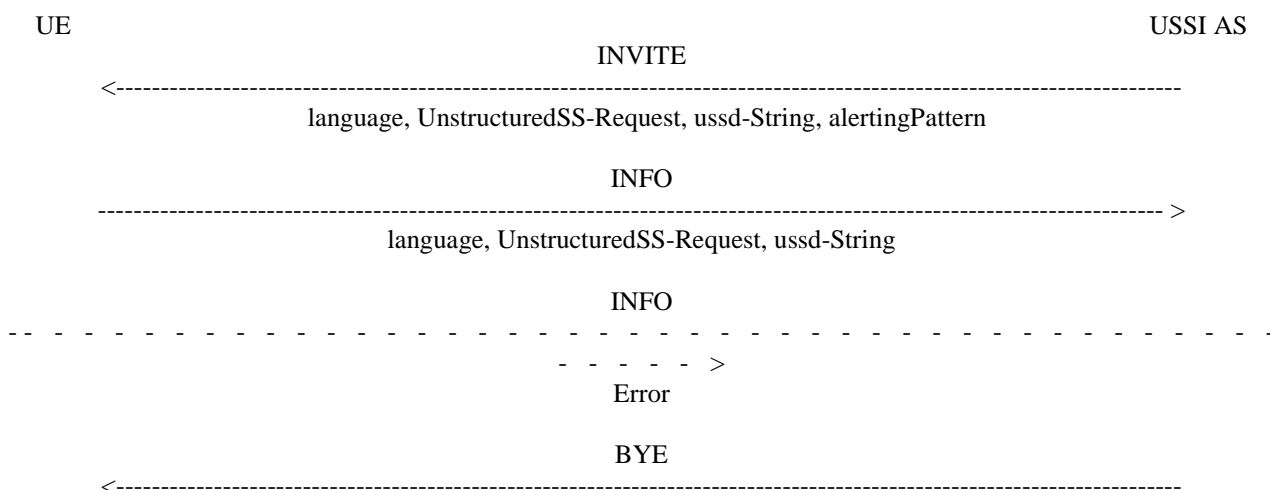 UE USSI AS
INVITE
<------------------------------------------------------------------------------------------------------------------------
language, UnstructuredSS-Request, ussd-String, alertingPattern
INFO
------------------------------------------------------------------------------------------------------------------------ >
language, UnstructuredSS-Request, ussd-String
INFO
- - - - - - - - - - - - - - - - - - - - - - - - - - - - - - - - - - - - - - - - - - -
- - - - - >
Error
BYE
<------------------------------------------------------------------------------------------------------------------------